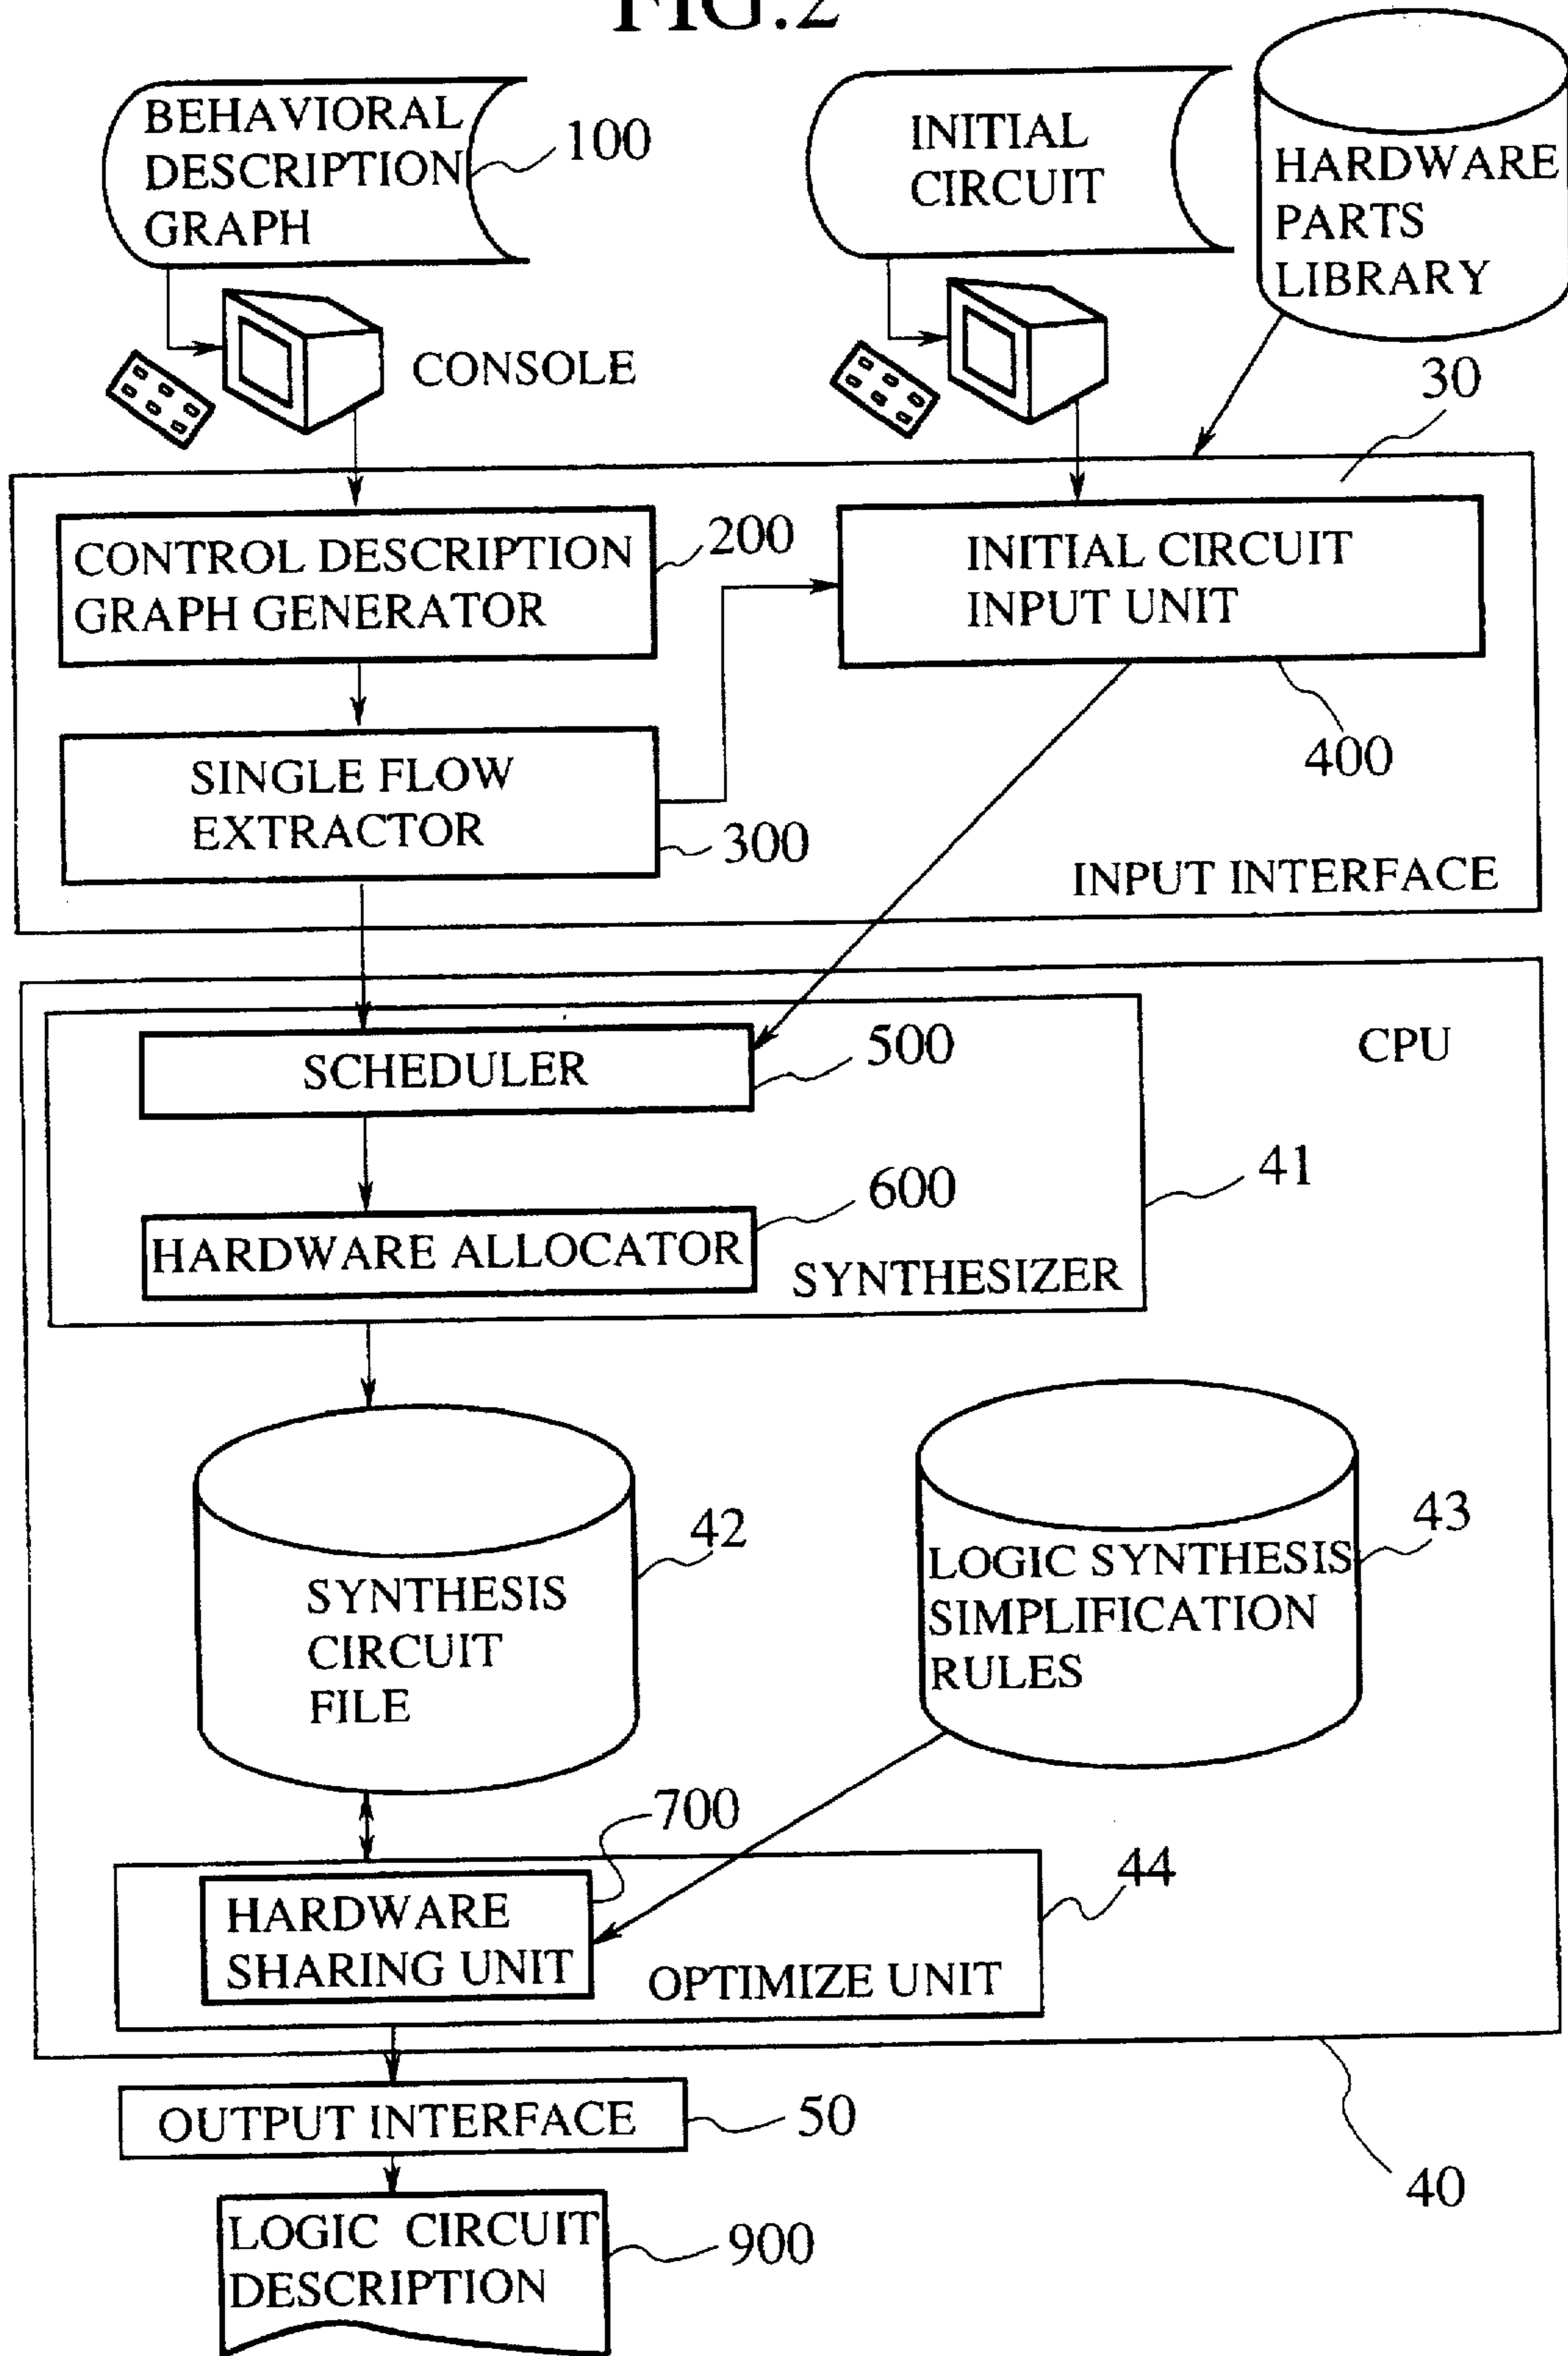 FIG.2
BEHAVIORAL
DESCRIPTION
GRAPH
100
INITIAL
CIRCUIT
HARDWARE
PARTS
LIBRARY
CONSOLE
30
CONTROL DESCRIPTION
GRAPH GENERATOR
200
INITIAL CIRCUIT
INPUT UNIT
400
SINGLE FLOW
EXTRACTOR
300
INPUT INTERFACE
CPU
SCHEDULER
500
41
600
HARDWARE ALLOCATOR
SYNTHESIZER
42
SYNTHESIS
CIRCUIT
FILE
43
LOGIC SYNTHESIS
SIMPLIFICATION
RULES
700
44
HARDWARE
SHARING UNIT
OPTIMIZE UNIT
OUTPUT INTERFACE
50
40
LOGIC CIRCUIT
DESCRIPTION
900